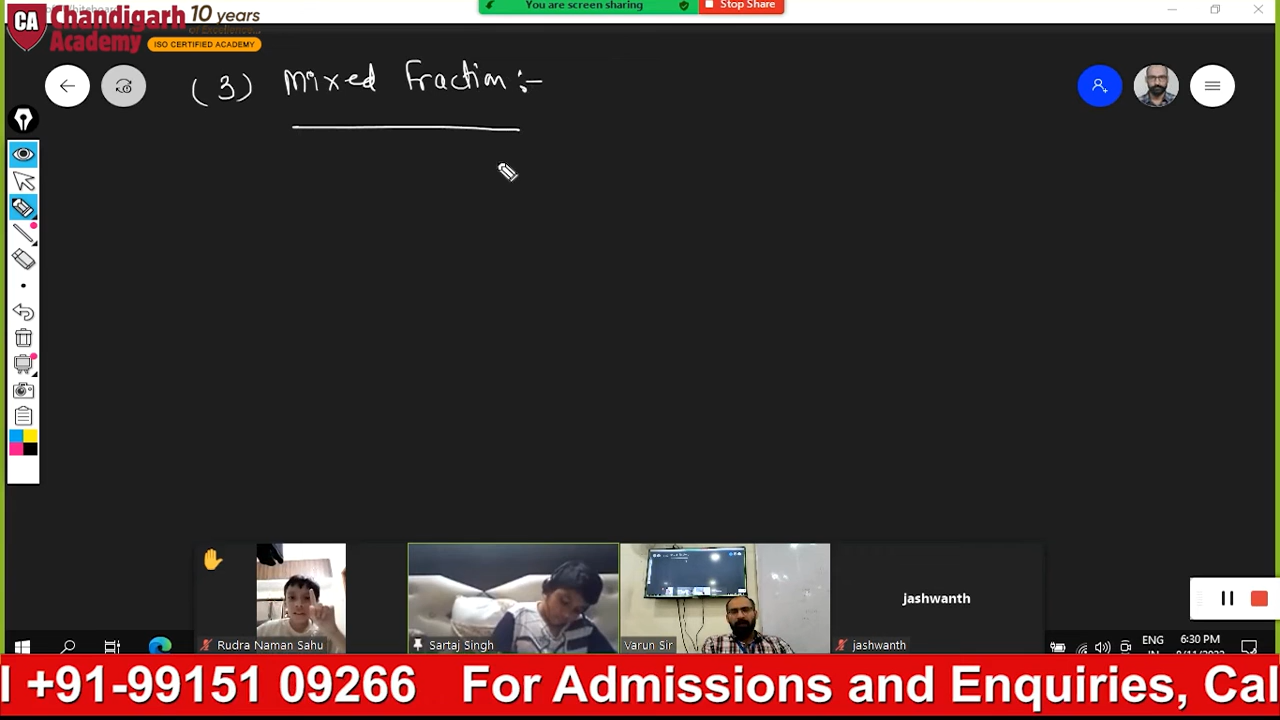 You are screen sharing
Stop Share
CA
Chandigarh
Academy
10 years
of Excellence...
ISO CERTIFIED ACADEMY
(3) Mixed Fraction:-
Rudra Naman Sahu
Sartaj Singh
Varun Sir
jashwanth
jashwanth
ENG
6:30 PM
l +91-99151 09266 For Admissions and Enquiries, Cal